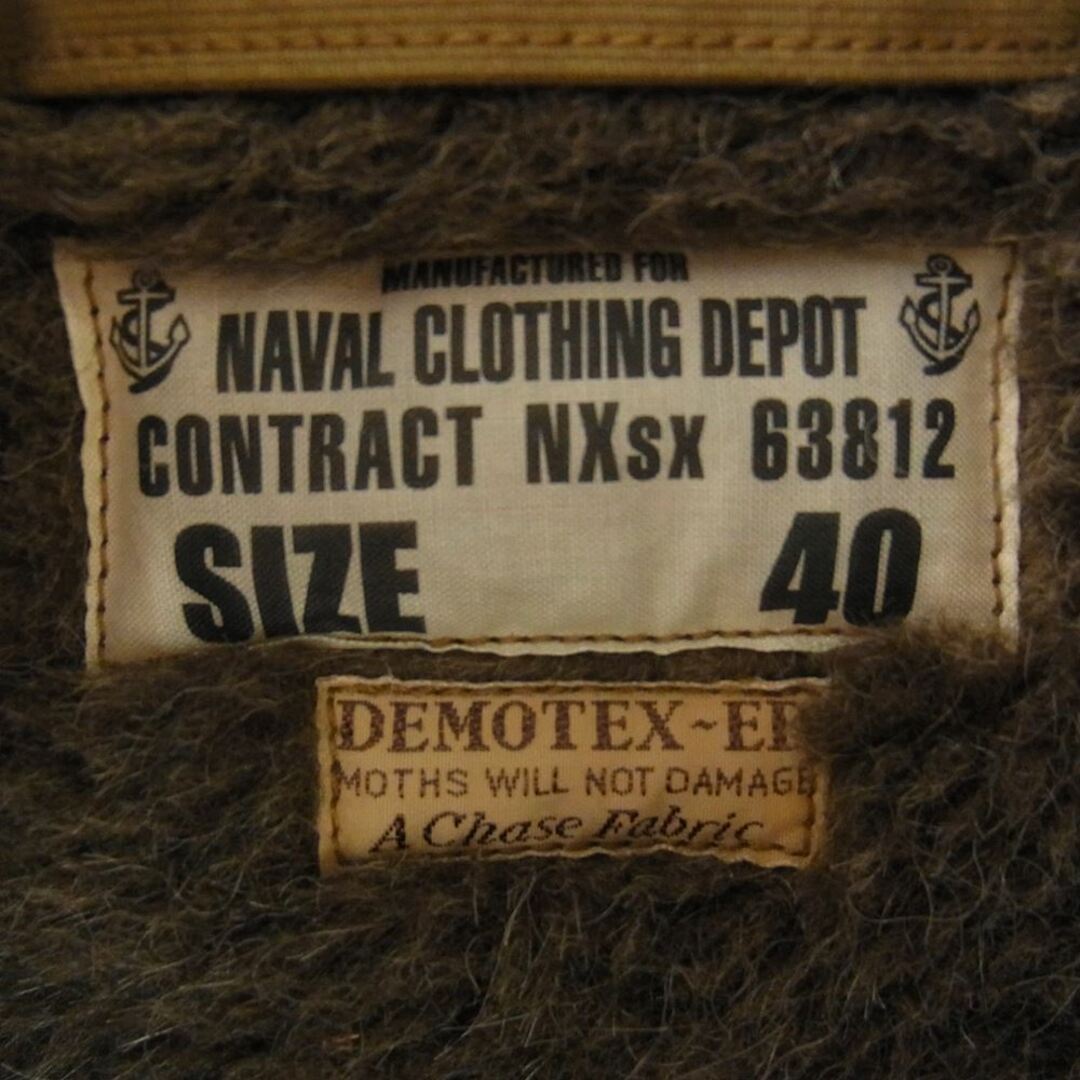 MANUFACTURED FOR
NAVAL CLOTHING DEPOT
CONTRACT NXsx 63812
SIZE 40
MOTHS WILL NOT DAMAGE
A Chase Fabric